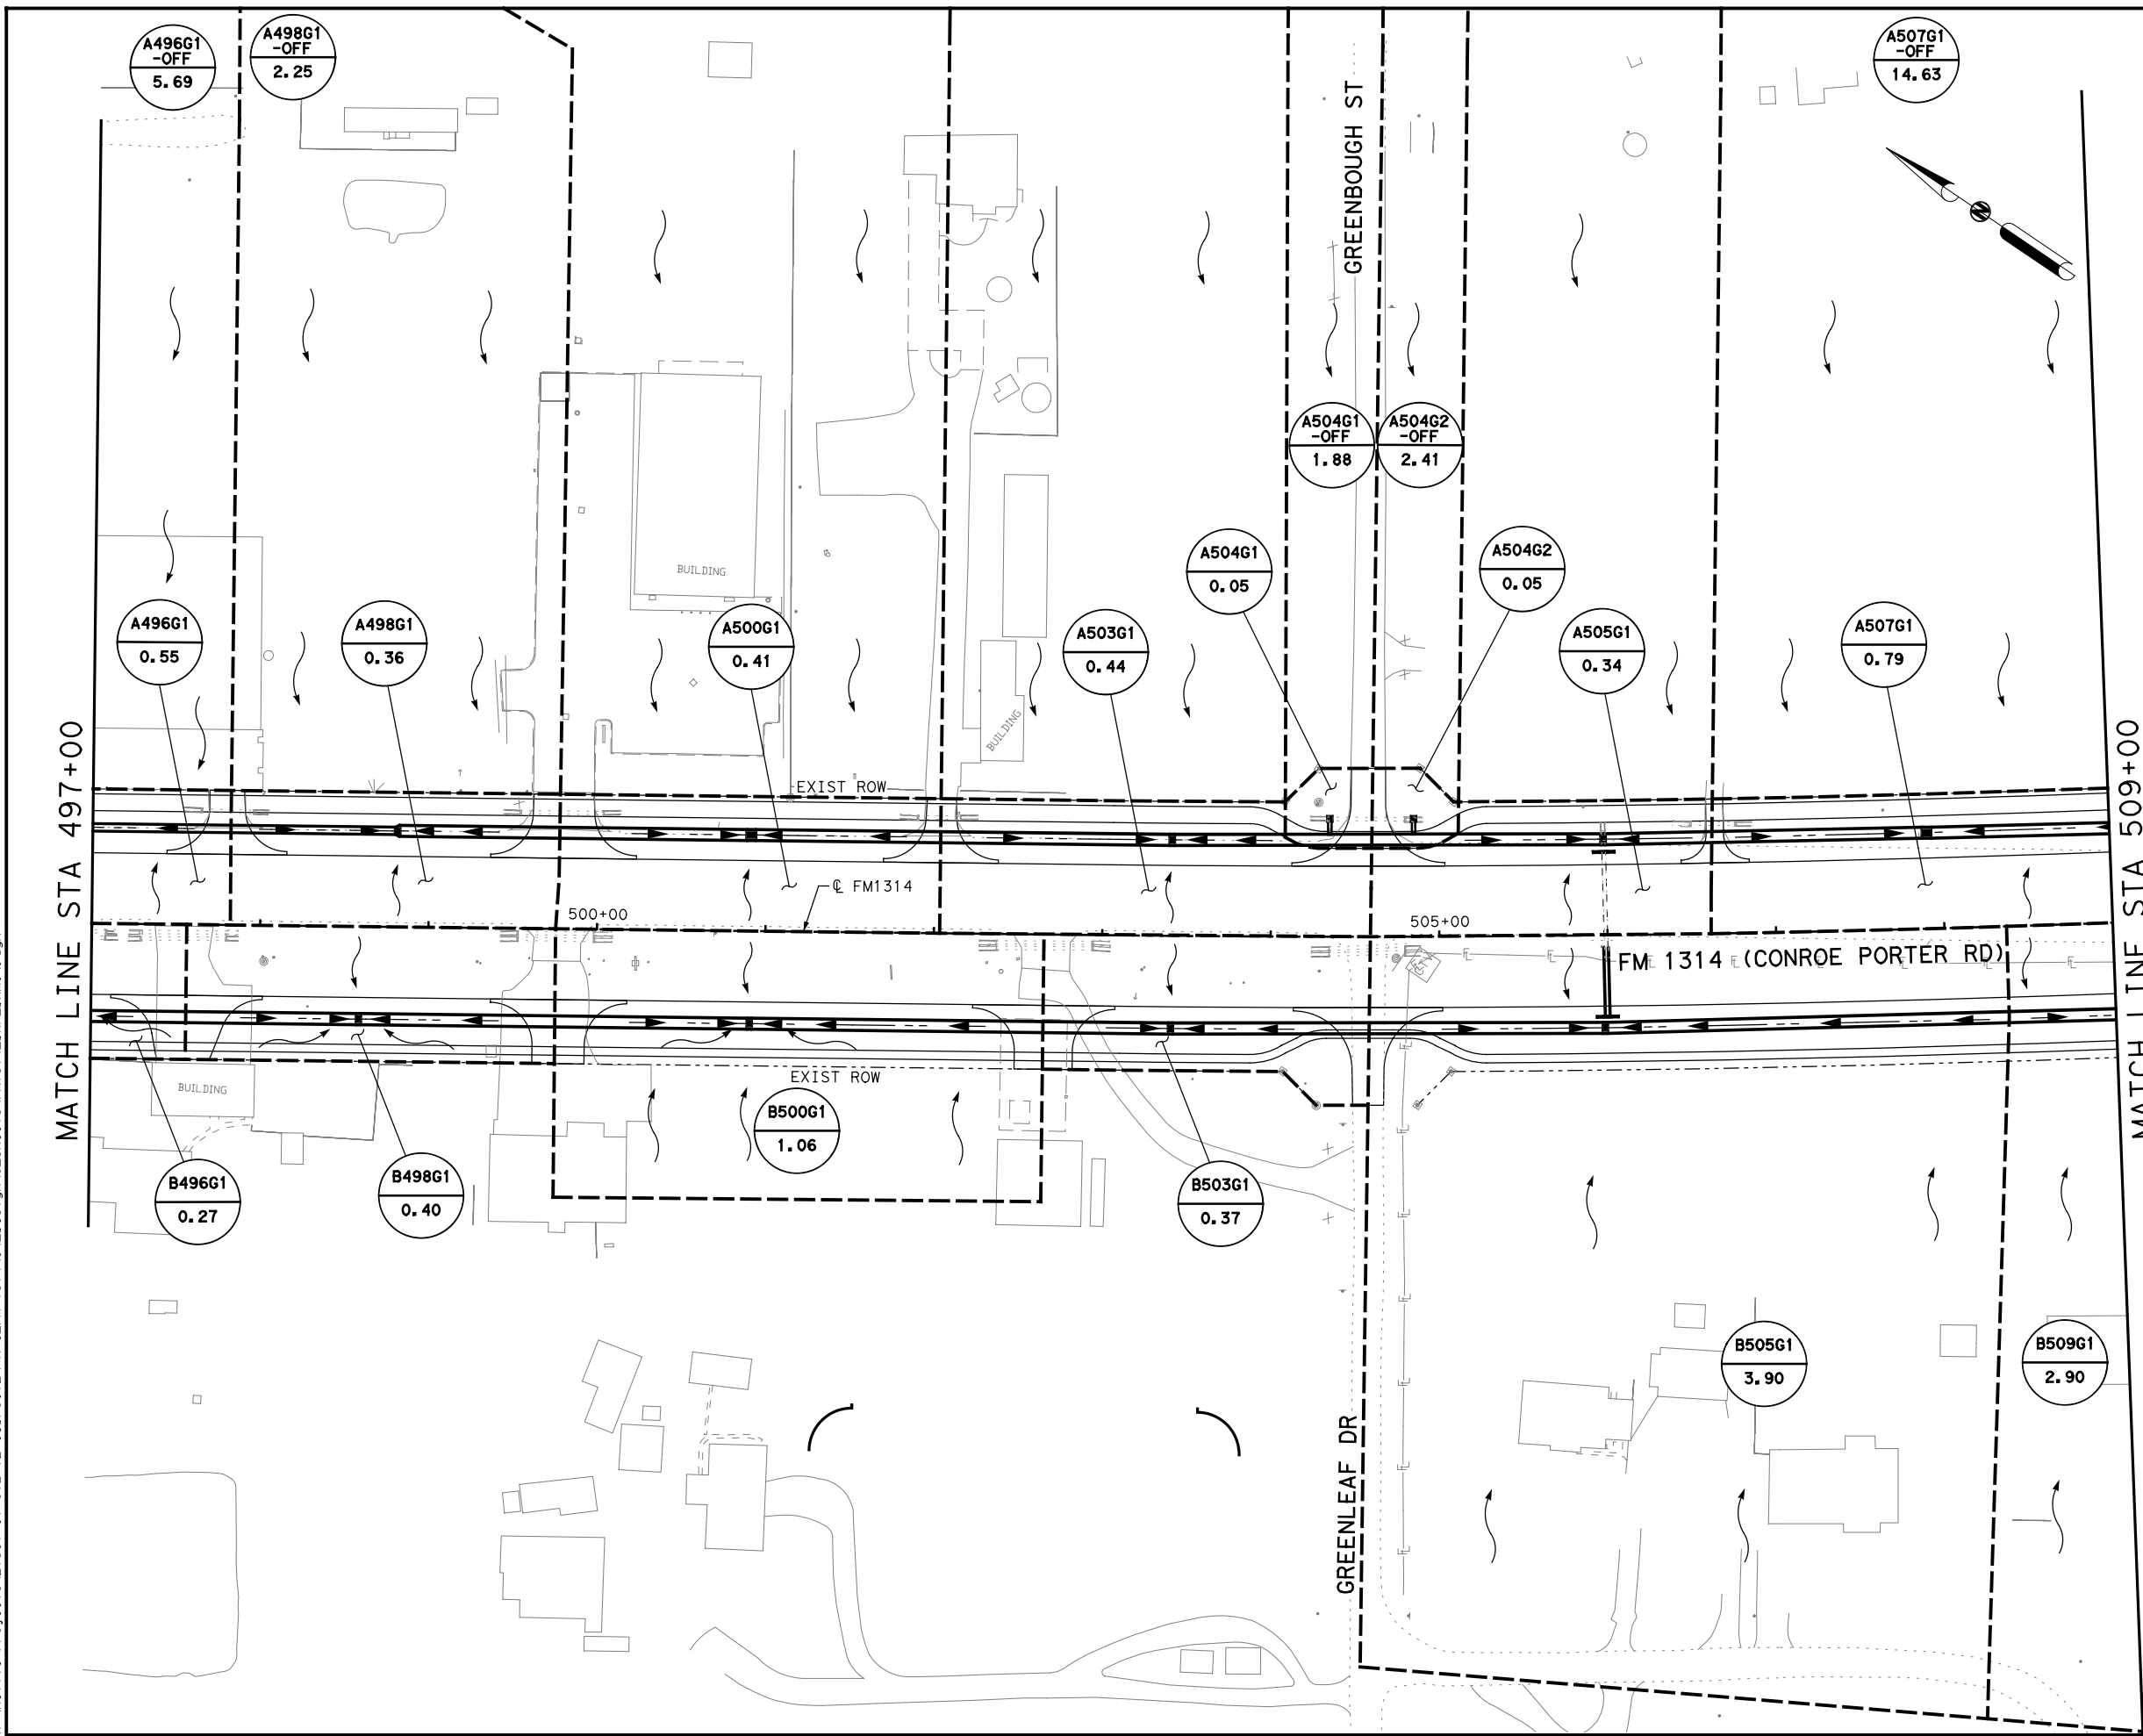 A496G1
-OFF
5.69
A498G1
-OFF
2.25
A507G1
-OFF
14.63
GREENBOUGH ST
N
A504G1
-OFF
1.88
A504G2
-OFF
2.41
BUILDING
A504G1
0.05
A504G2
0.05
A496G1
0.55
A498G1
0.36
A500G1
0.41
A503G1
0.44
A505G1
0.34
A507G1
0.79
BUILDING
MATCH LINE STA 497+00
MATCH LINE STA 509+00
EXIST ROW
℄ FM1314
500+00
505+00
FM 1314 (CONROE PORTER RD)
EXIST ROW
BUILDING
B500G1
1.06
B496G1
0.27
B498G1
0.40
B503G1
0.37
B505G1
3.90
B509G1
2.90
GREENLEAF DR